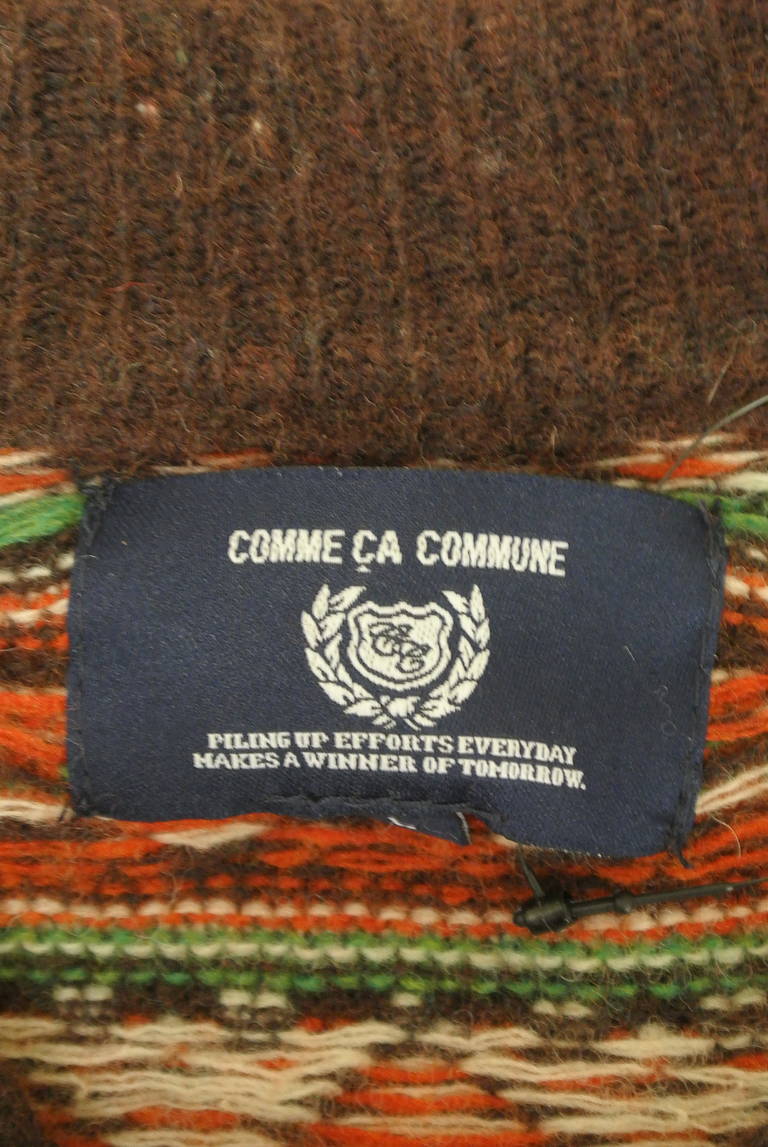 COMME ÇA COMMUNE
PILING UP EFFORTS EVERYDAY
MAKES A WINNER OF TOMORROW.